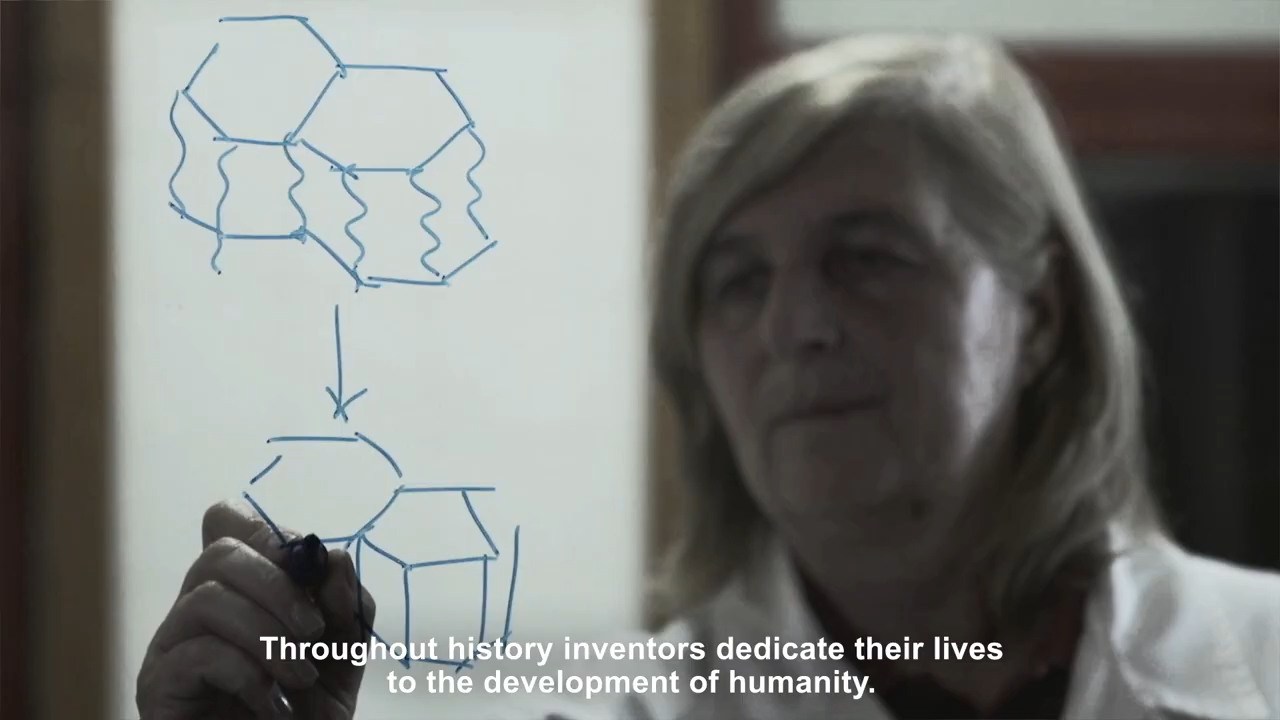 Throughout history inventors dedicate their lives
to the development of humanity.